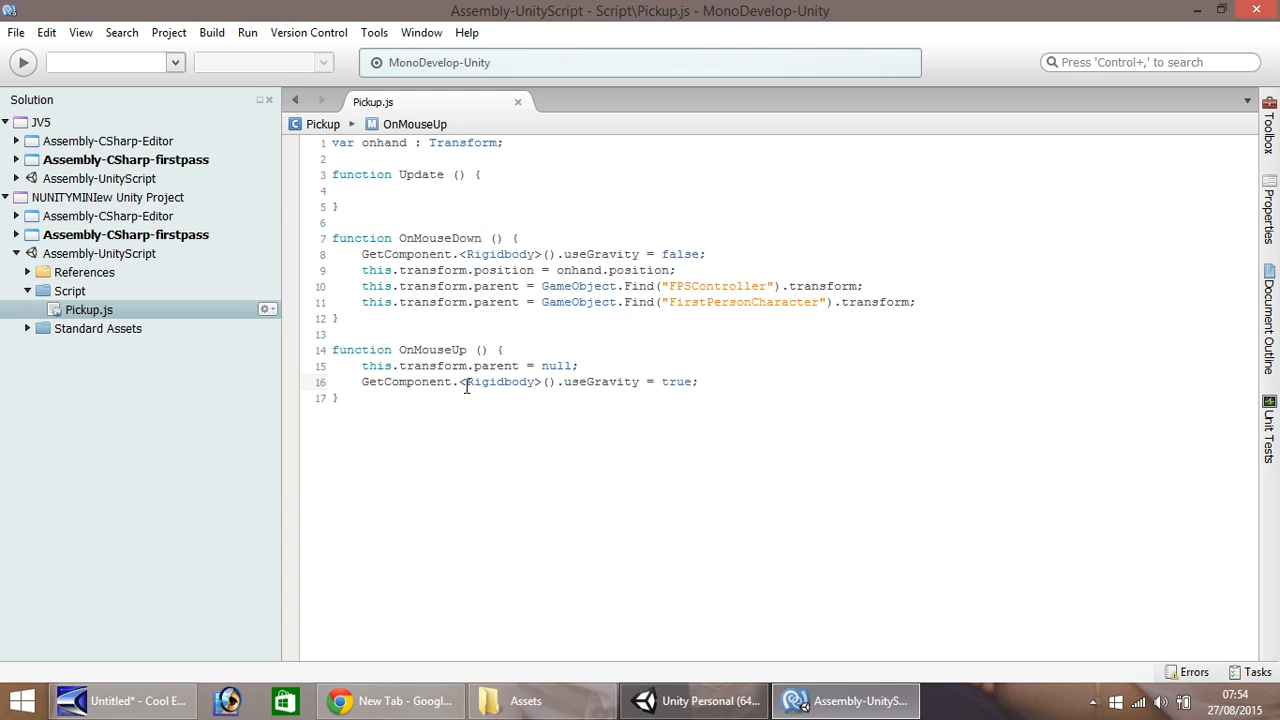 Assembly-UnityScript - Script\Pickup.js - MonoDevelop-Unity
File Edit View Search Project Build Run Version Control Tools Window Help
MonoDevelop-Unity
Press 'Control+,' to search
Solution
JV5
Assembly-CSharp-Editor
Assembly-CSharp-firstpass
Assembly-UnityScript
NUNITYMINIew Unity Project
Assembly-CSharp-Editor
Assembly-CSharp-firstpass
Assembly-UnityScript
References
Script
Pickup.js
Standard Assets
Pickup.js
Pickup OnMouseUp
1 var onhand : Transform;
2
3 function Update () {
4
5 }
6
7 function OnMouseDown () {
8 GetComponent.<Rigidbody>().useGravity = false;
9 this.transform.position = onhand.position;
10 this.transform.parent = GameObject.Find("FPSController").transform;
11 this.transform.parent = GameObject.Find("FirstPersonCharacter").transform;
12 }
13
14 function OnMouseUp () {
15 this.transform.parent = null;
16 GetComponent.<Rigidbody>().useGravity = true;
17 }
Toolbox
Properties
Document Outline
Unit Tests
Errors Tasks
Untitled* - Cool E...
New Tab - Googl...
Assets
Unity Personal (64...
Assembly-UnityS...
07:54
27/08/2015